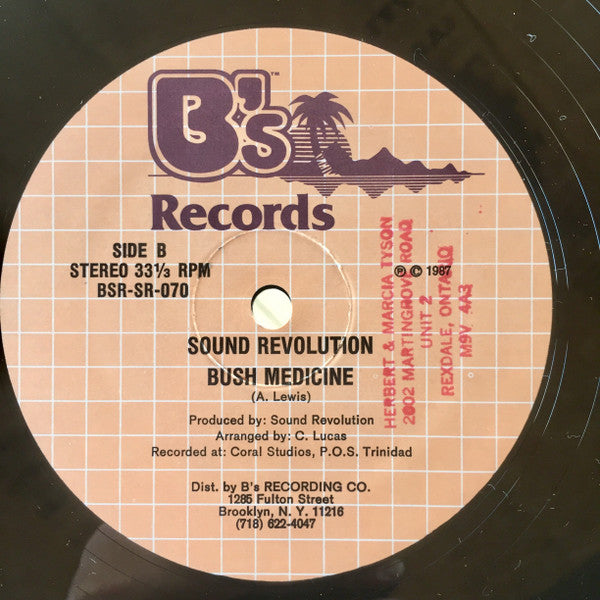 B's™
Records
SIDE B
STEREO 33⅓ RPM
BSR-SR-070
℗ © 1987
SOUND REVOLUTION
BUSH MEDICINE
(A. Lewis)
Produced by: Sound Revolution
Arranged by: C. Lucas
Recorded at: Coral Studios, P.O.S. Trinidad
Dist. by B's RECORDING CO.
1285 Fulton Street
Brooklyn, N. Y. 11216
(718) 622-4047
HERBERT & MARCIA TYSON
2002 MARTINGROVE ROAD
UNIT 2
REXDALE, ONTARIO
M9V 4A3